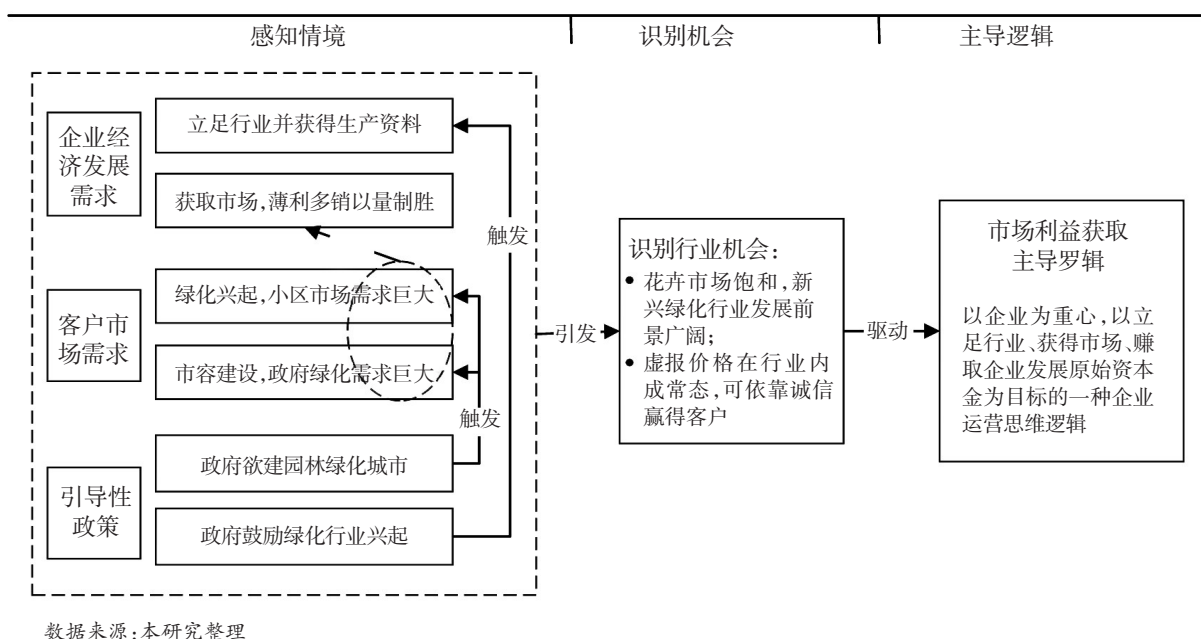 感知情境
识别机会
主导逻辑
企业经
济发展
需求
立足行业并获得生产资料
获取市场,薄利多销以量制胜
触发
客户市
场需求
绿化兴起,小区市场需求巨大
市容建设,政府绿化需求巨大
触发
引导性
政策
政府欲建园林绿化城市
政府鼓励绿化行业兴起
引发
识别行业机会:
• 花卉市场饱和,新
兴绿化行业发展前
景广阔;
• 虚报价格在行业内
成常态,可依靠诚信
赢得客户
驱动
市场利益获取
主导罗辑
以企业为重心,以立
足行业、获得市场、赚
取企业发展原始资本
金为目标的一种企业
运营思维逻辑
数据来源:本研究整理